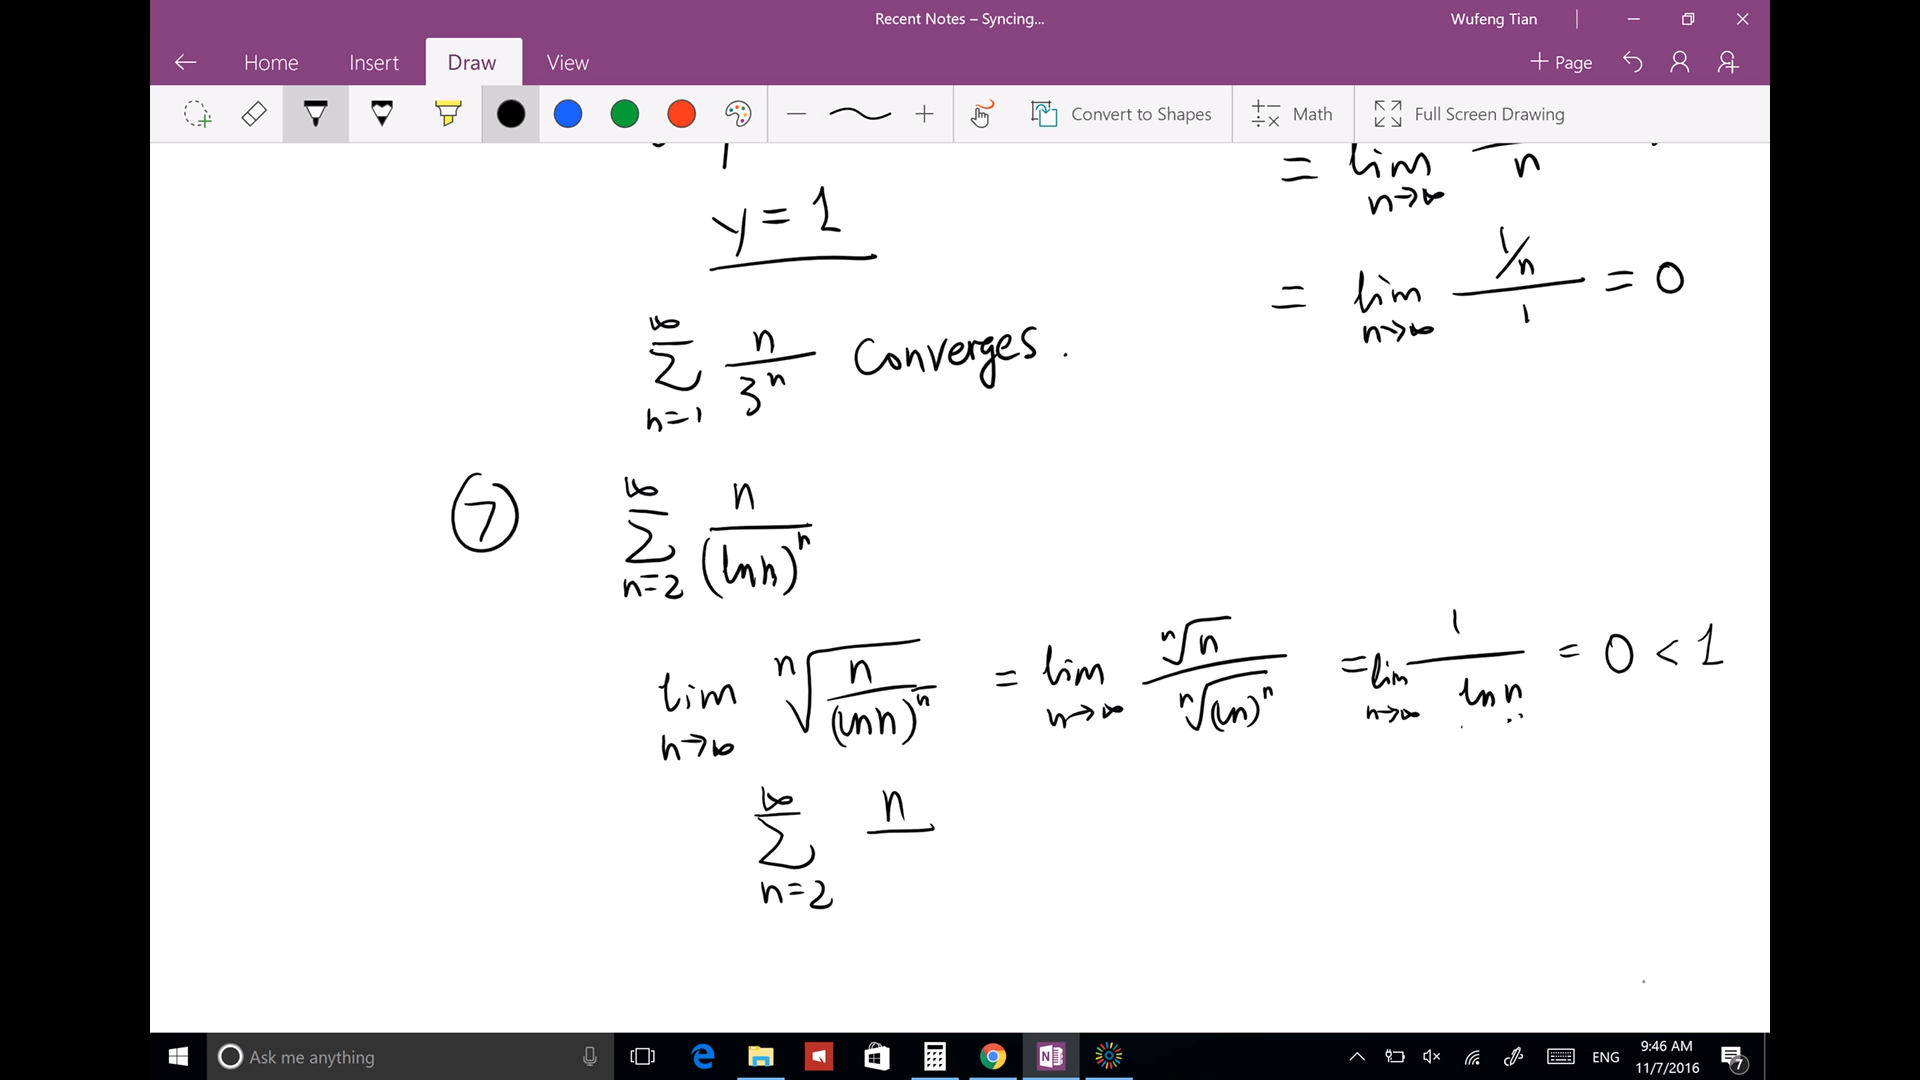 Recent Notes – Syncing...
Wufeng Tian
Home Insert Draw View
Page
Convert to Shapes
Math
Full Screen Drawing
= lim n→∞ n
y = 1
= lim n→∞ (1/n)/1 = 0
∞ Σ n=1 n/3^n Converges.
⑦ ∞ Σ n=2 n/(ln n)^n
lim n→∞ ⁿ√(n/(ln n)^n) = lim n→∞ ⁿ√n / ⁿ√(ln)^n = lim n→∞ 1/ln n = 0 < 1
∞ Σ n=2 n
Ask me anything
ENG
9:46 AM
11/7/2016
7